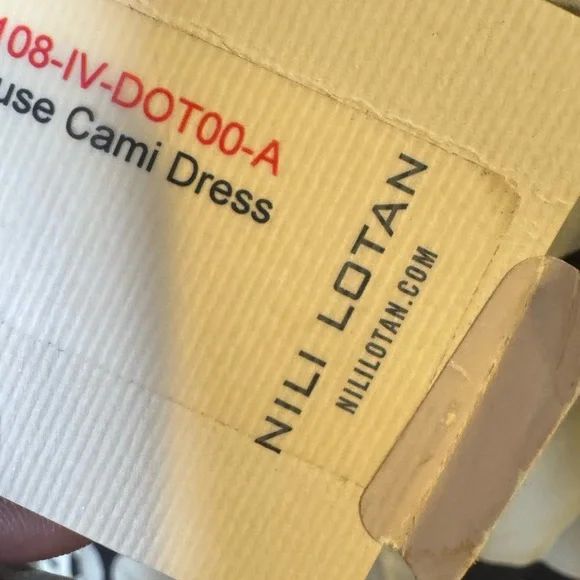 108-IV-DOT00-A
use Cami Dress
NILI LOTAN
NILILOTAN.COM